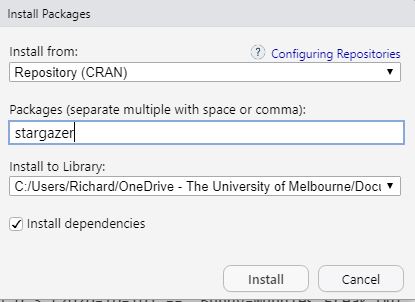 Install Packages
Install from:
? Configuring Repositories
Repository (CRAN)
Packages (separate multiple with space or comma):
stargazer
Install to Library:
C:/Users/Richard/OneDrive - The University of Melbourne/Docu
Install dependencies
Install
Cancel